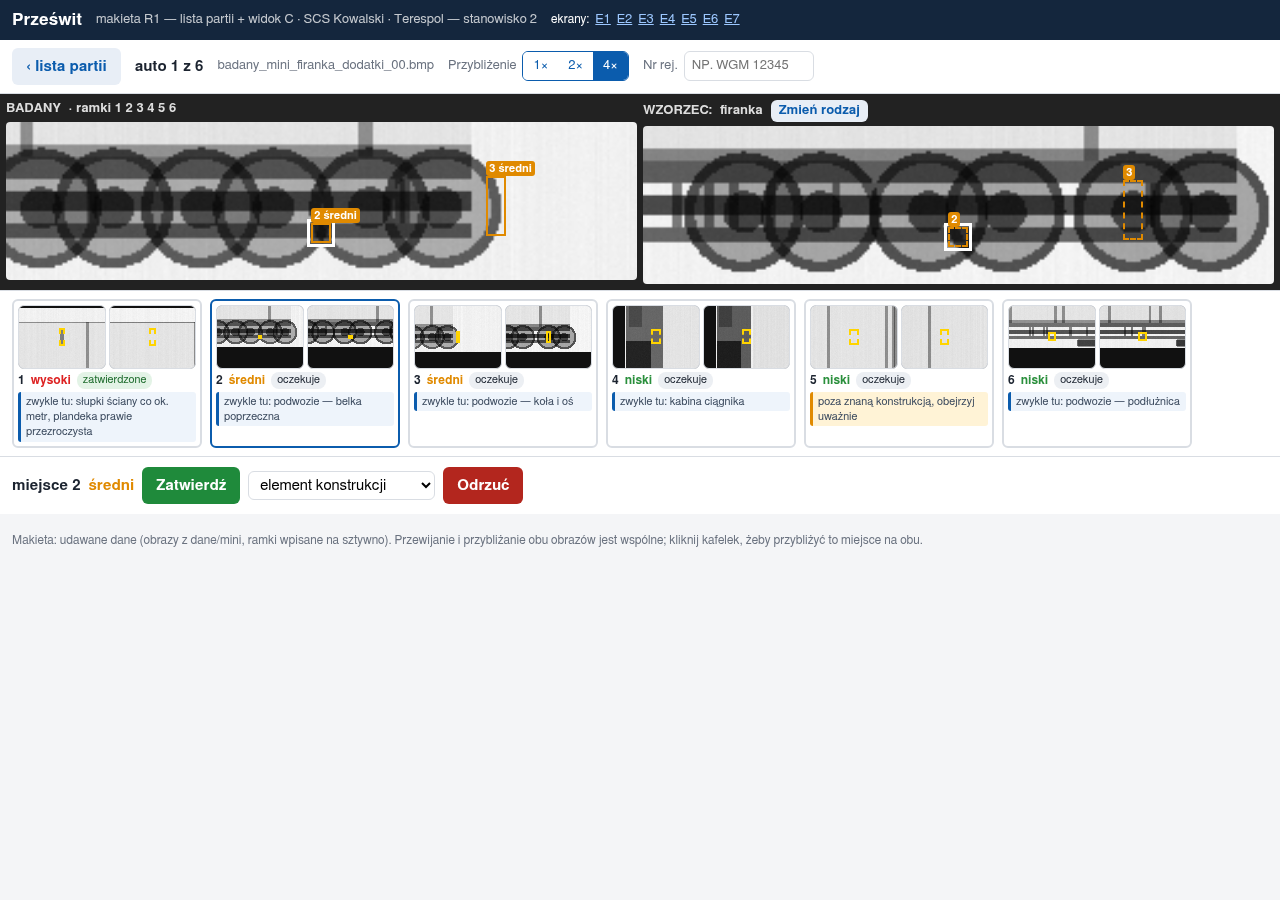 Prześwit makieta R1 — lista partii + widok C · SCS Kowalski · Terespol — stanowisko 2 ekrany: E1 E2 E3 E4 E5 E6 E7
‹ lista partii auto 1 z 6 badany_mini_firanka_dodatki_00.bmp Przybliżenie 1× 2× 4× Nr rej. NP. WGM 12345
BADANY · ramki 1 2 3 4 5 6
WZORZEC: firanka Zmień rodzaj
3 średni
2 średni
3
2
1 wysoki zatwierdzone
zwykle tu: słupki ściany co ok.
metr, plandeka prawie
przezroczysta
2 średni oczekuje
zwykle tu: podwozie — belka
poprzeczna
3 średni oczekuje
zwykle tu: podwozie — koła i oś
4 niski oczekuje
zwykle tu: kabina ciągnika
5 niski oczekuje
poza znaną konstrukcją, obejrzyj
uważnie
6 niski oczekuje
zwykle tu: podwozie — podłużnica
miejsce 2 średni Zatwierdź element konstrukcji Odrzuć
Makieta: udawane dane (obrazy z dane/mini, ramki wpisane na sztywno). Przewijanie i przybliżanie obu obrazów jest wspólne; kliknij kafelek, żeby przybliżyć to miejsce na obu.